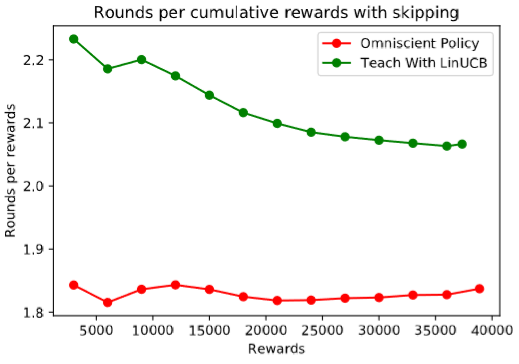 Rounds per cumulative rewards with skipping
Omniscient Policy
Teach With LinUCB
Rounds per rewards
2.2
2.1
2.0
1.9
1.8
5000 10000 15000 20000 25000 30000 35000 40000
Rewards